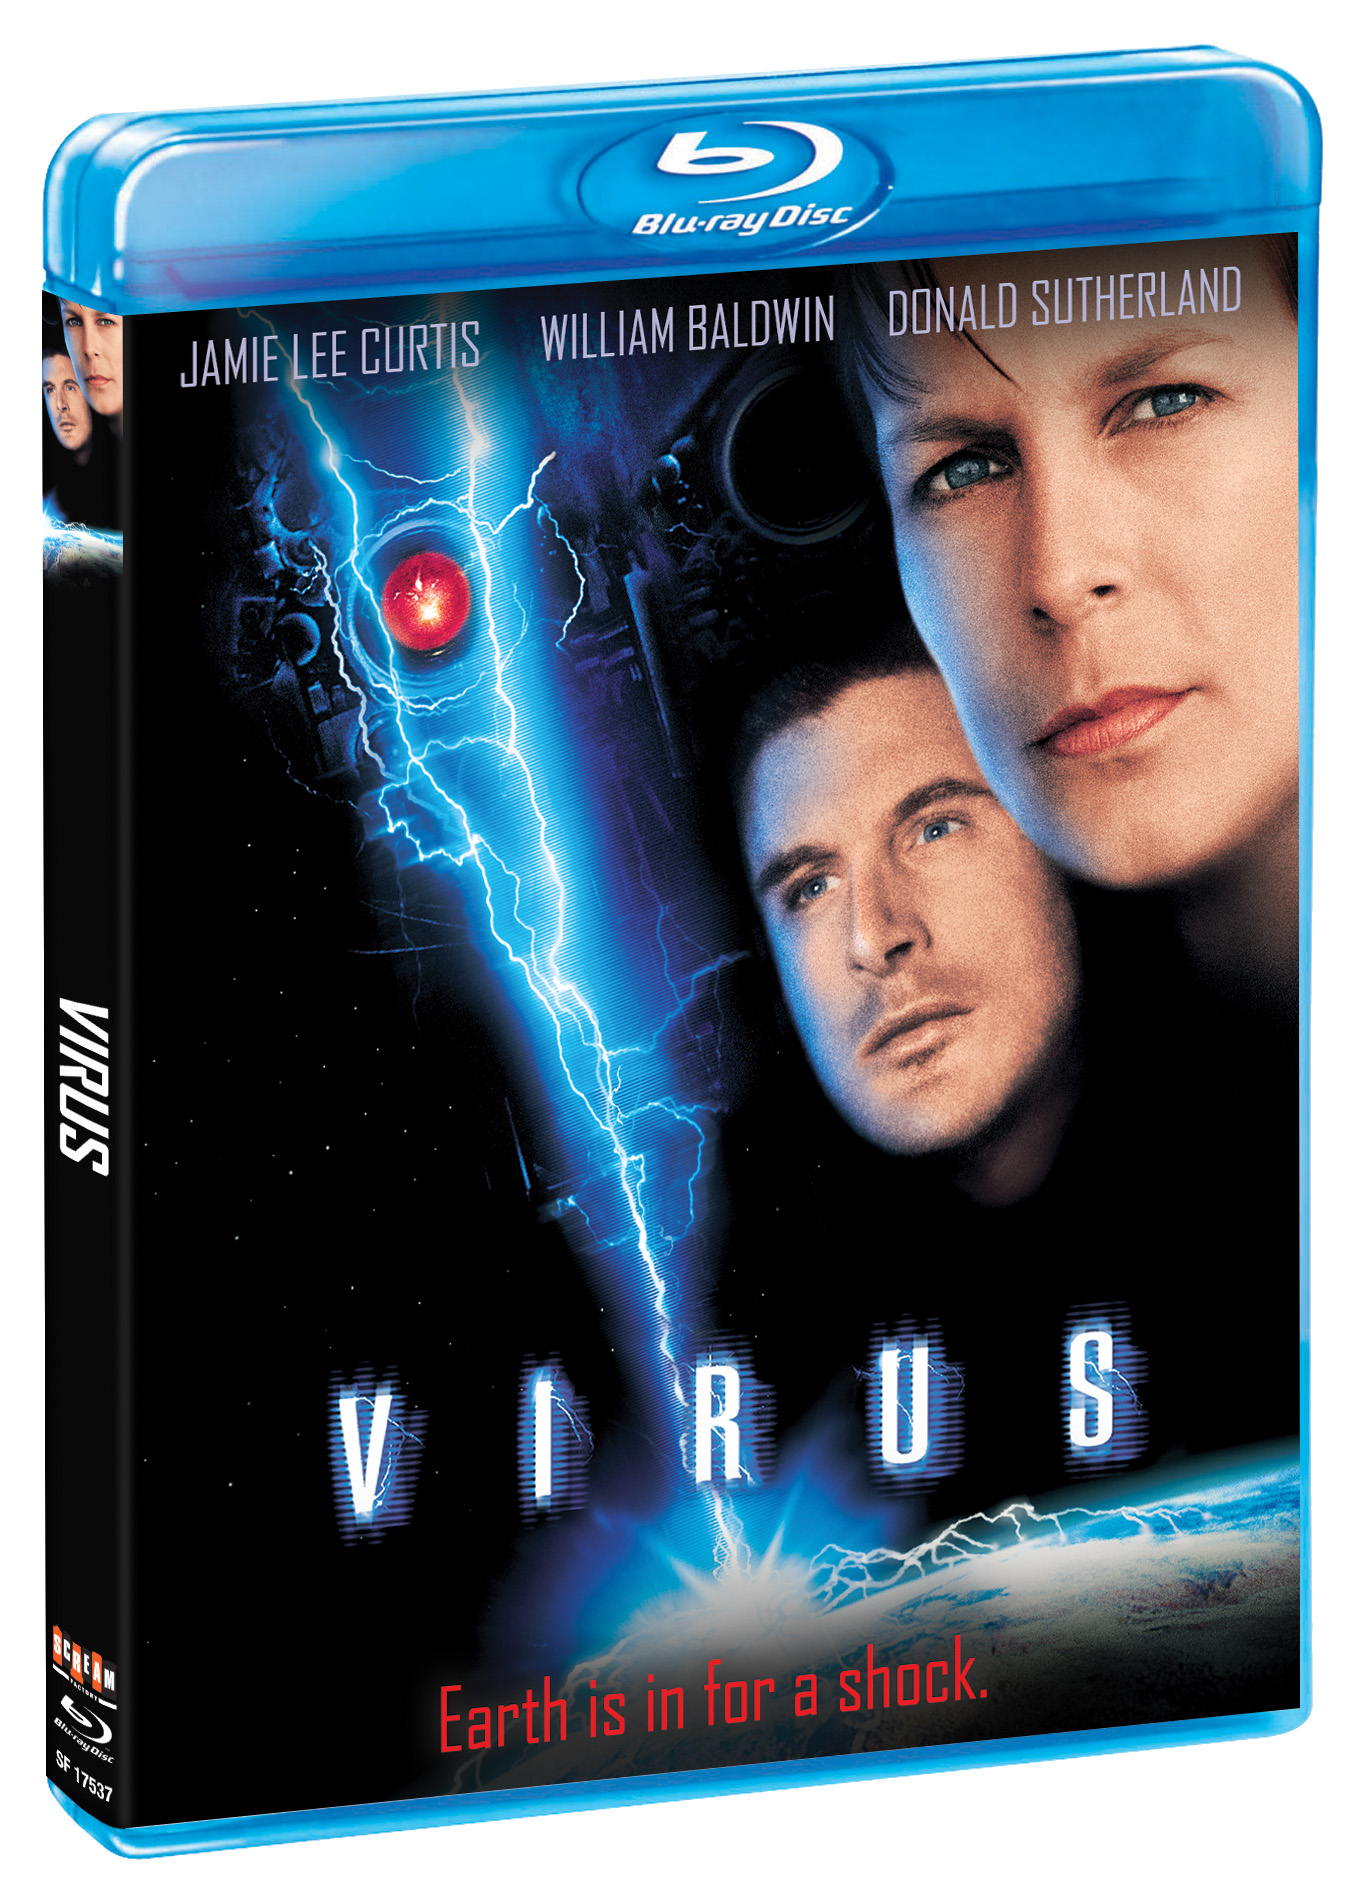 Blu-ray Disc
JAMIE LEE CURTIS WILLIAM BALDWIN DONALD SUTHERLAND
VIRUS
Earth is in for a shock.
VIRUS
SCREAM
FACTORY
Blu-ray Disc
SF 17537